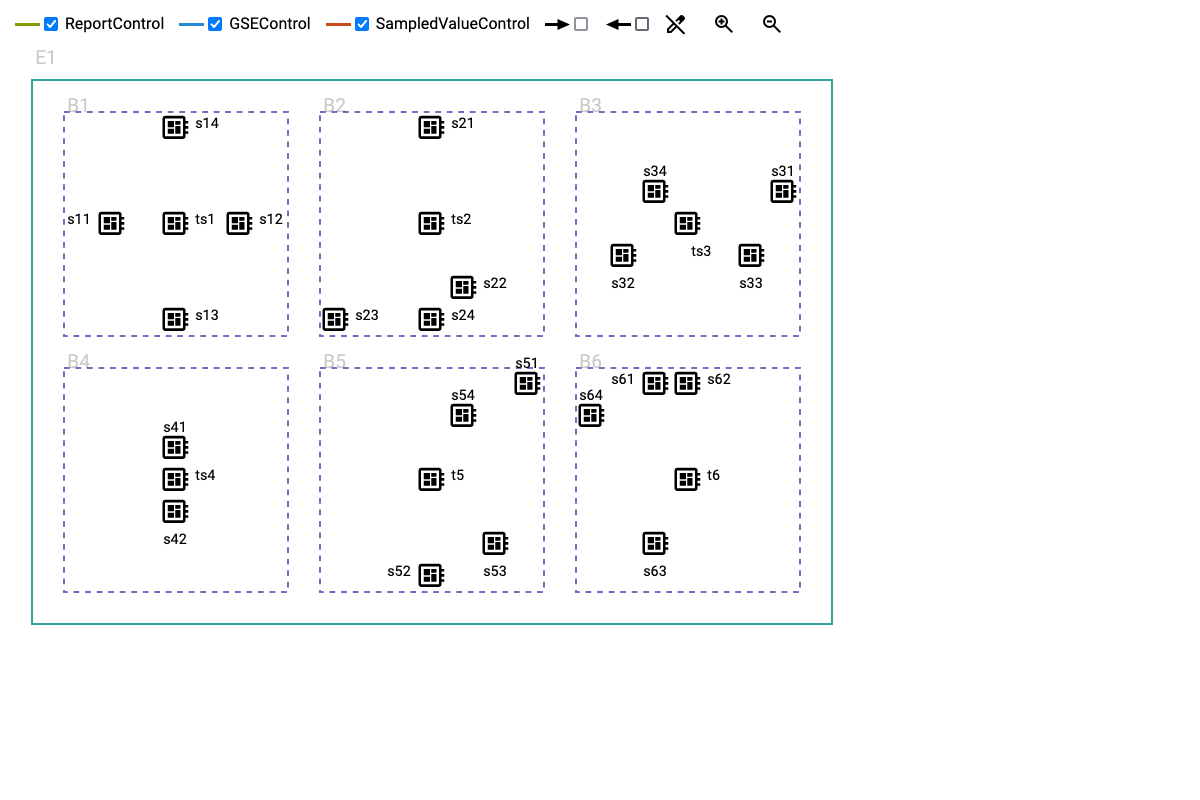 ReportControl GSEControl SampledValueControl
E1
B1 B2 B3
s14 s21
s34 s31
s11 ts1 s12 ts2
ts3
s22 s32 s33
s13 s23 s24
B4 B5 s51 B6
s61 s62
s54 s64
s41
ts4 t5 t6
s42
s52 s53 s63